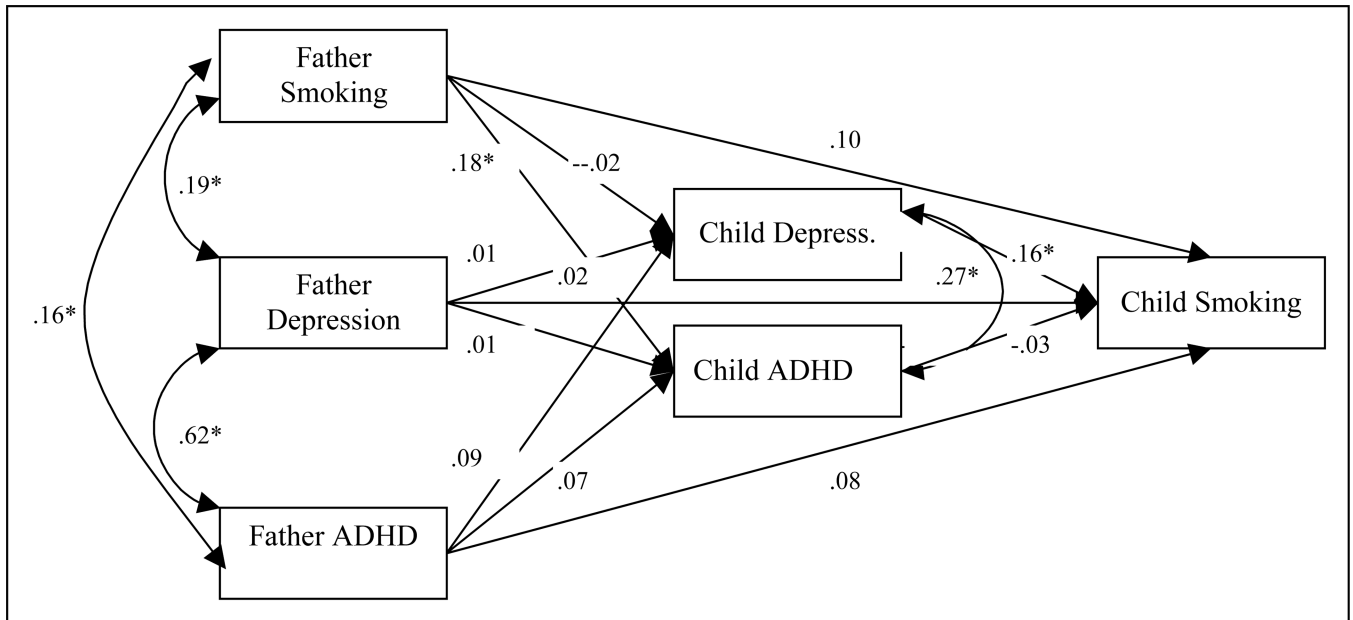 Father
Smoking
.10
.18*
--.02
.19*
Child Depress.
.01
.02
.16*
.27*
Father
Depression
.16*
Child Smoking
.01
-.03
Child ADHD
.62*
.09
.07
.08
Father ADHD